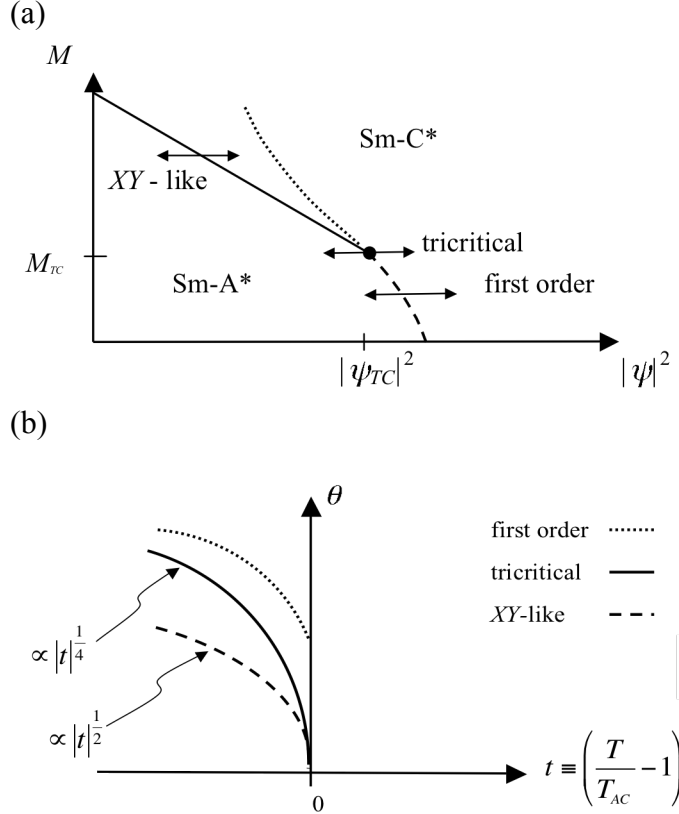 (a)
M
Sm-C*
XY - like
tricritical
M_TC
Sm-A*
first order
|ψ_TC|²
|ψ|²
(b)
θ
first order
tricritical
XY-like
∝|t|^(1/4)
∝|t|^(1/2)
t ≡ (T/T_AC − 1)
0